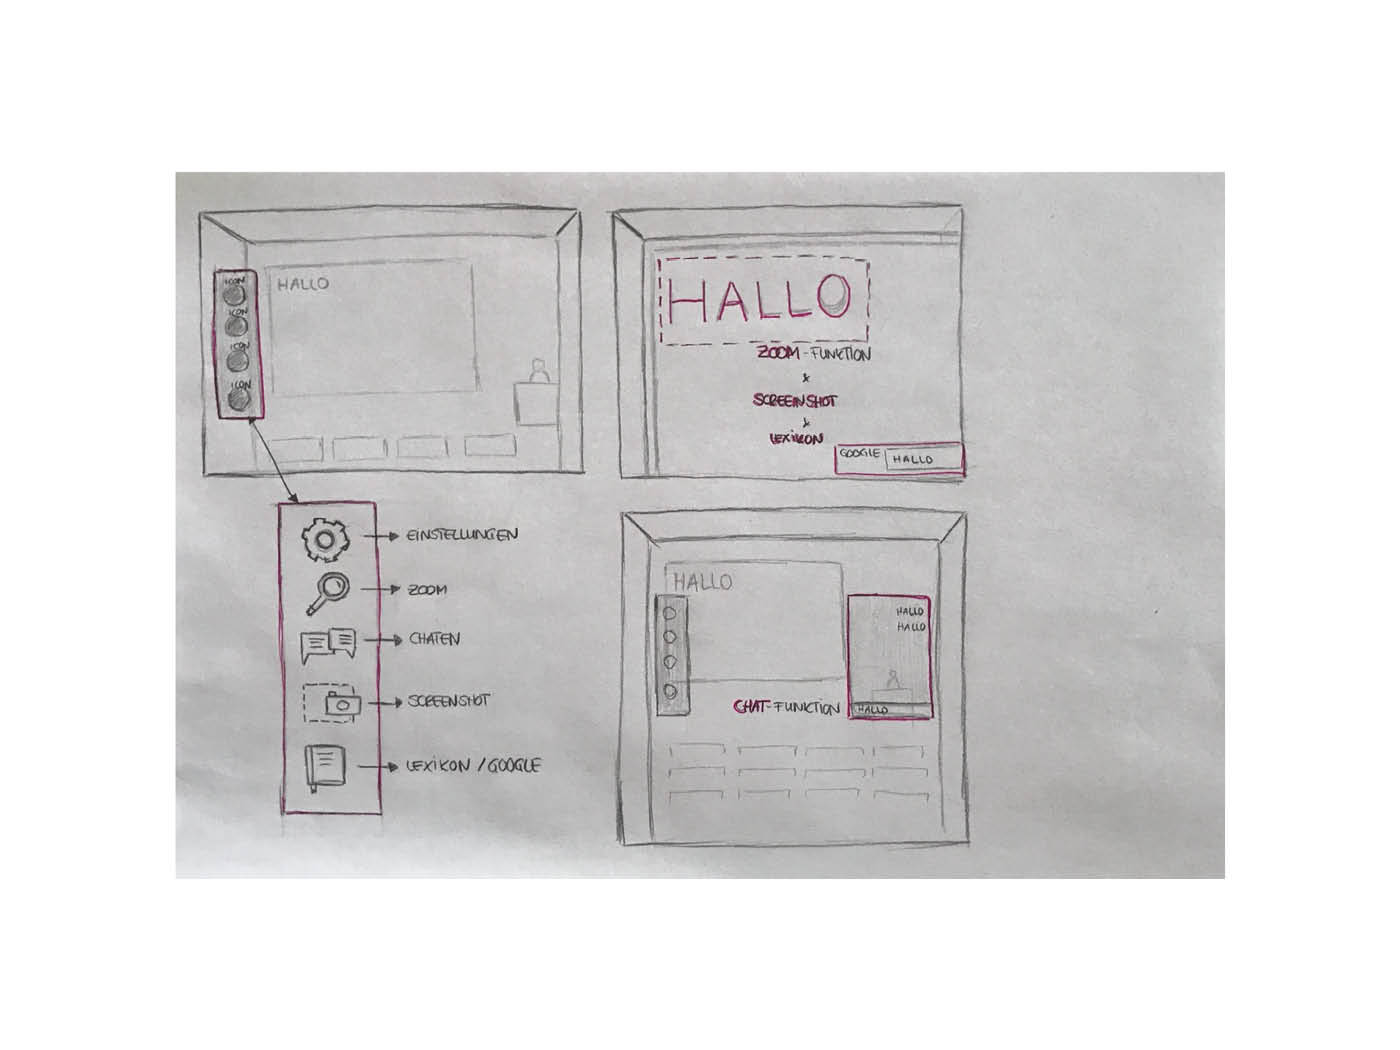 ICON
ICON
ICON
ICON
HALLO
HALLO
ZOOM-FUNKTION
&
SCREENSHOT
&
LEXIKON
GOOGLE HALLO
EINSTELLUNGEN
ZOOM
CHATEN
SCREENSHOT
LEXIKON / GOOGLE
HALLO
HALLO
HALLO
CHAT-FUNKTION
HALLO